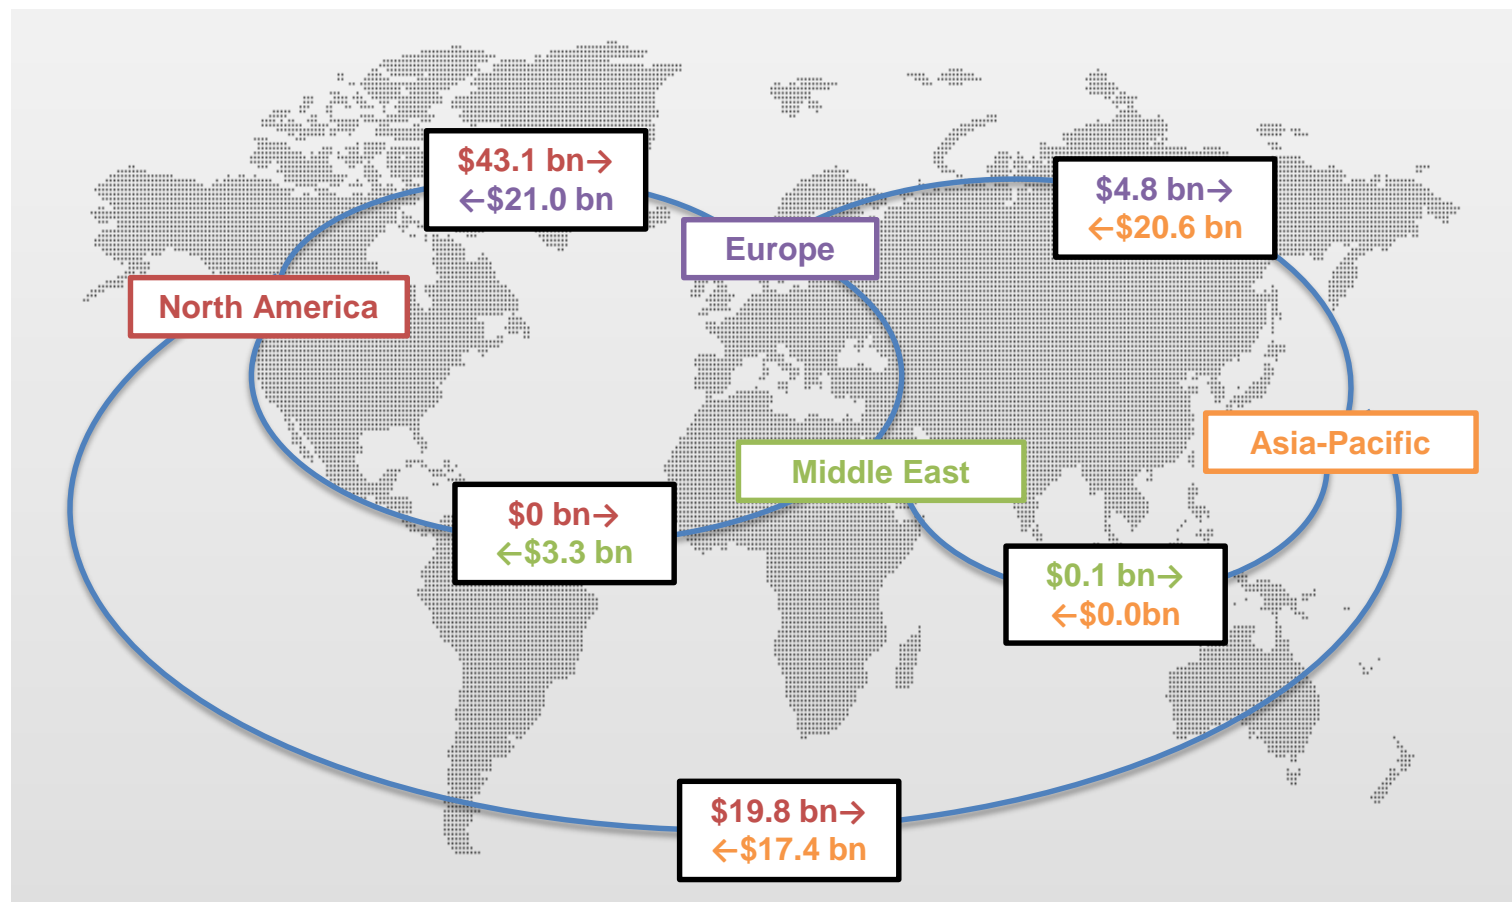 $43.1 bn→
←$21.0 bn
$4.8 bn→
←$20.6 bn
Europe
North America
Asia-Pacific
Middle East
$0 bn→
←$3.3 bn
$0.1 bn→
←$0.0bn
$19.8 bn→
←$17.4 bn